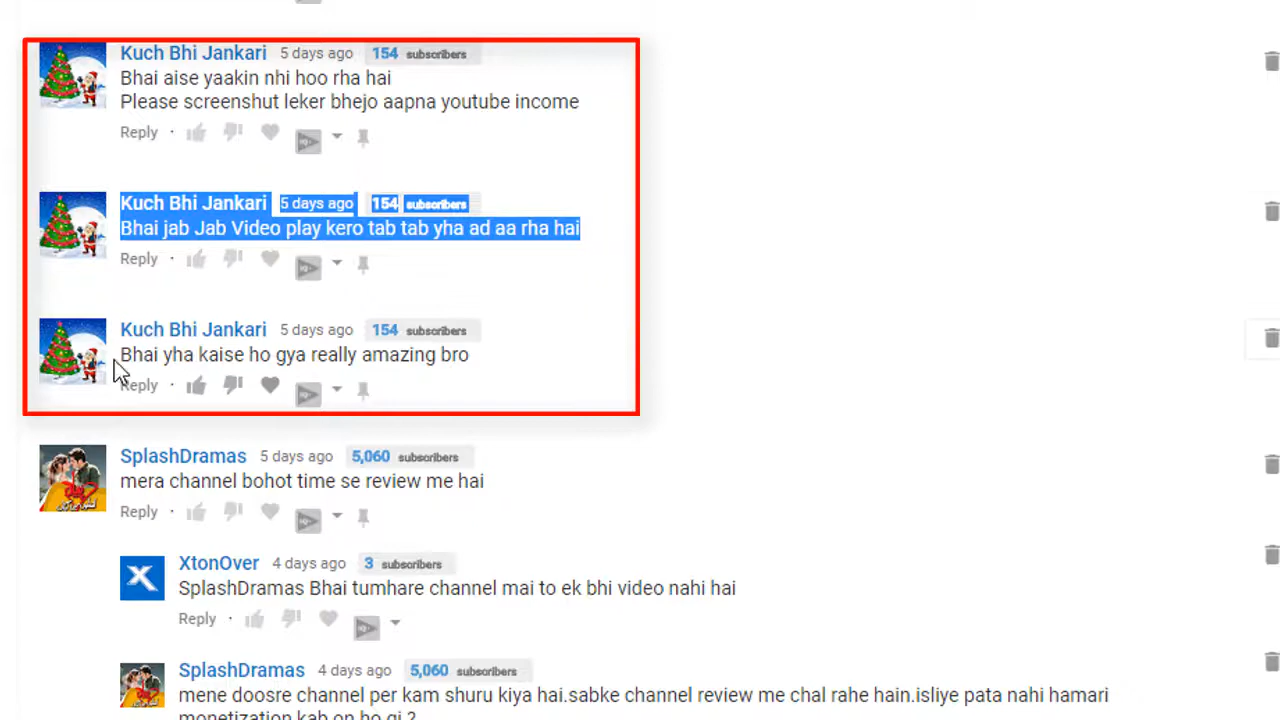 Kuch Bhi Jankari 5 days ago 154 subscribers
Bhai aise yaakin nhi hoo rha hai
Please screenshut leker bhejo aapna youtube income
Reply
Kuch Bhi Jankari 5 days ago 154 subscribers
Bhai jab Jab Video play kero tab tab yha ad aa rha hai
Reply
Kuch Bhi Jankari 5 days ago 154 subscribers
Bhai yha kaise ho gya really amazing bro
Reply
SplashDramas 5 days ago 5,060 subscribers
mera channel bohot time se review me hai
Reply
XtonOver 4 days ago 3 subscribers
SplashDramas Bhai tumhare channel mai to ek bhi video nahi hai
Reply
SplashDramas 4 days ago 5,060 subscribers
mene doosre channel per kam shuru kiya hai.sabke channel review me chal rahe hain.isliye pata nahi hamari
monetization kab on ho gi ?